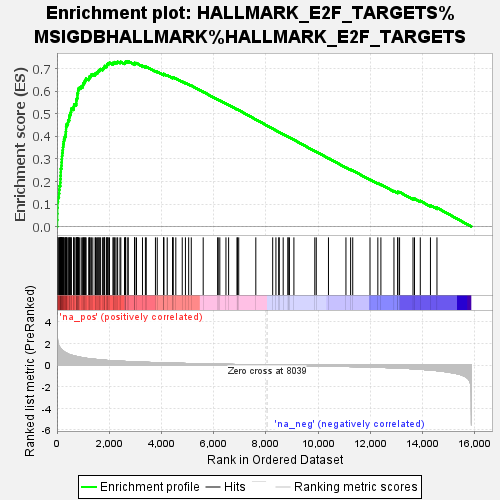 Enrichment plot: HALLMARK_E2F_TARGETS%
MSIGDBHALLMARK%HALLMARK_E2F_TARGETS
Enrichment score (ES)
0.7
0.6
0.5
0.4
0.3
0.2
0.1
0.0
'na_pos' (positively correlated)
Ranked list metric (PreRanked)
4
2
0
-2
-4
-6
Zero cross at 8039
'na_neg' (negatively correlated)
0 2,000 4,000 6,000 8,000 10,000 12,000 14,000 16,000
Rank in Ordered Dataset
Enrichment profile Hits Ranking metric scores